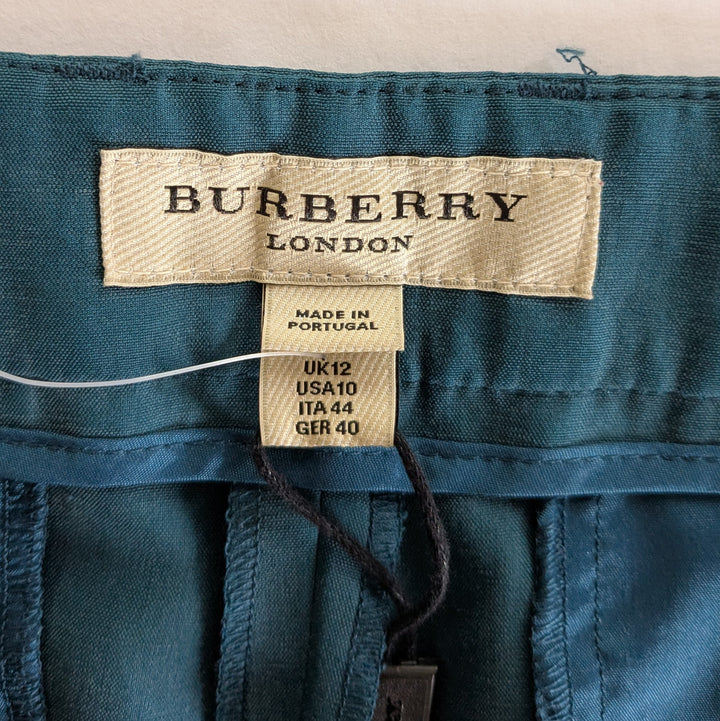 BURBERRY
LONDON
MADE IN
PORTUGAL
UK12
USA10
ITA 44
GER 40